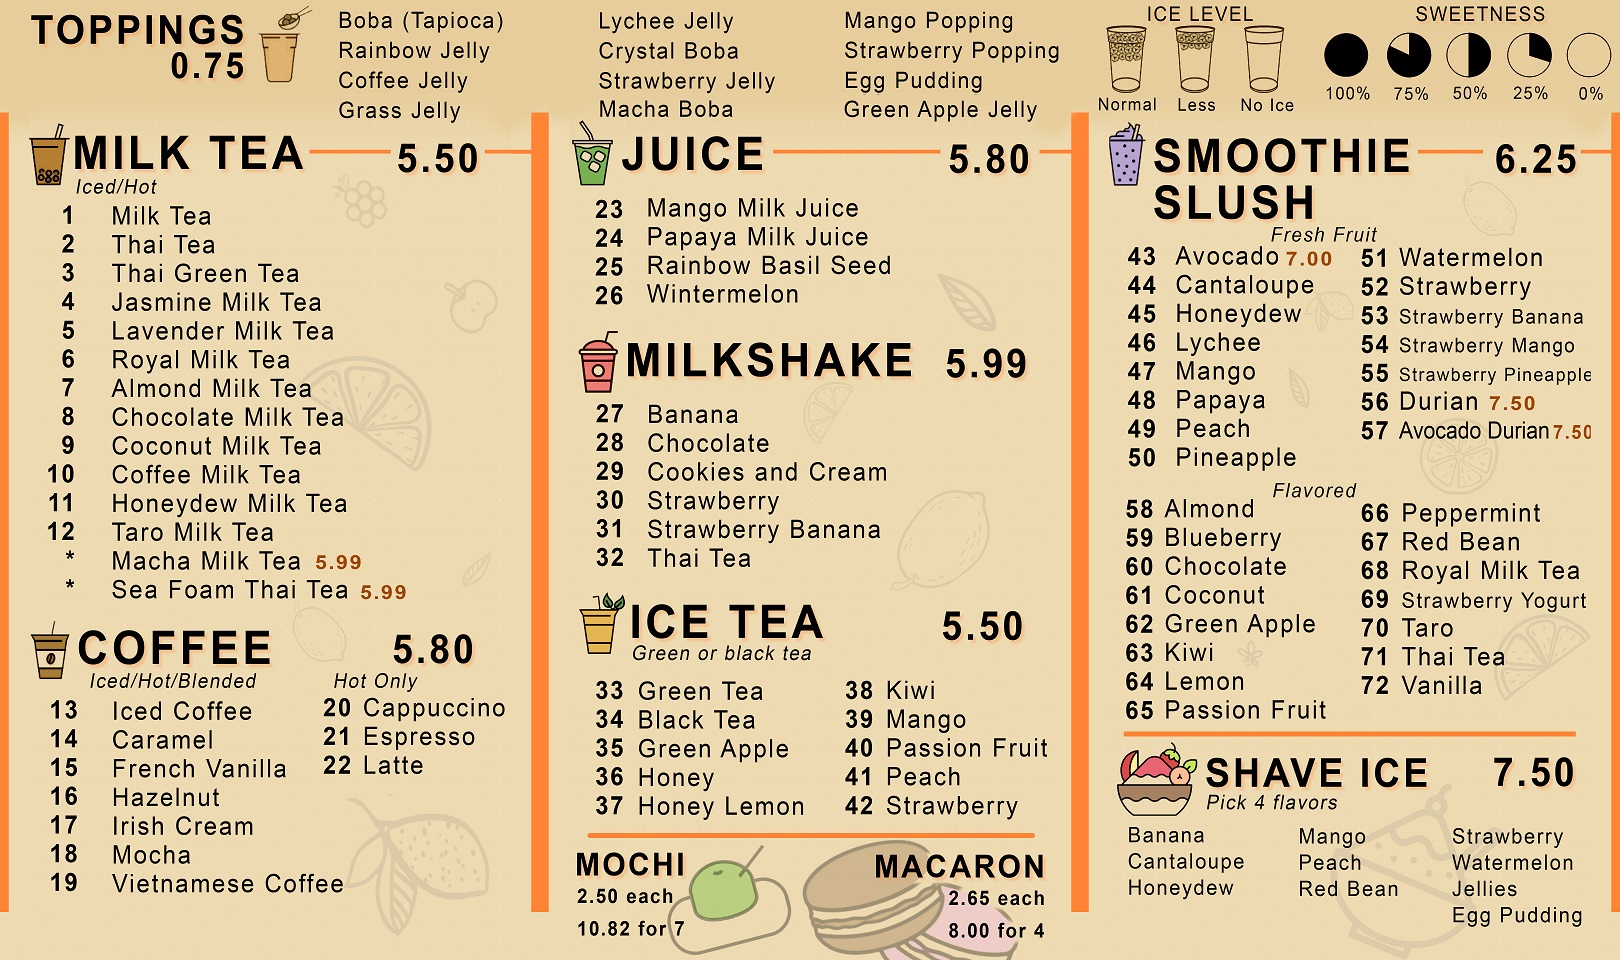 TOPPINGS
0.75
Boba (Tapioca)
Rainbow Jelly
Coffee Jelly
Grass Jelly
Lychee Jelly
Crystal Boba
Strawberry Jelly
Macha Boba
Mango Popping
Strawberry Popping
Egg Pudding
Green Apple Jelly
ICE LEVEL
Normal Less No Ice
SWEETNESS
100% 75% 50% 25% 0%
MILK TEA 5.50
Iced/Hot
1 Milk Tea
2 Thai Tea
3 Thai Green Tea
4 Jasmine Milk Tea
5 Lavender Milk Tea
6 Royal Milk Tea
7 Almond Milk Tea
8 Chocolate Milk Tea
9 Coconut Milk Tea
10 Coffee Milk Tea
11 Honeydew Milk Tea
12 Taro Milk Tea
* Macha Milk Tea 5.99
* Sea Foam Thai Tea 5.99
COFFEE 5.80
Iced/Hot/Blended
13 Iced Coffee
14 Caramel
15 French Vanilla
16 Hazelnut
17 Irish Cream
18 Mocha
19 Vietnamese Coffee
Hot Only
20 Cappuccino
21 Espresso
22 Latte
JUICE 5.80
23 Mango Milk Juice
24 Papaya Milk Juice
25 Rainbow Basil Seed
26 Wintermelon
MILKSHAKE 5.99
27 Banana
28 Chocolate
29 Cookies and Cream
30 Strawberry
31 Strawberry Banana
32 Thai Tea
ICE TEA 5.50
Green or black tea
33 Green Tea
34 Black Tea
35 Green Apple
36 Honey
37 Honey Lemon
38 Kiwi
39 Mango
40 Passion Fruit
41 Peach
42 Strawberry
MOCHI
2.50 each
10.82 for 7
MACARON
2.65 each
8.00 for 4
SMOOTHIE 6.25
SLUSH
Fresh Fruit
43 Avocado 7.00
44 Cantaloupe
45 Honeydew
46 Lychee
47 Mango
48 Papaya
49 Peach
50 Pineapple
51 Watermelon
52 Strawberry
53 Strawberry Banana
54 Strawberry Mango
55 Strawberry Pineapple
56 Durian 7.50
57 Avocado Durian 7.50
Flavored
58 Almond
59 Blueberry
60 Chocolate
61 Coconut
62 Green Apple
63 Kiwi
64 Lemon
65 Passion Fruit
66 Peppermint
67 Red Bean
68 Royal Milk Tea
69 Strawberry Yogurt
70 Taro
71 Thai Tea
72 Vanilla
SHAVE ICE 7.50
Pick 4 flavors
Banana
Cantaloupe
Honeydew
Mango
Peach
Red Bean
Strawberry
Watermelon
Jellies
Egg Pudding